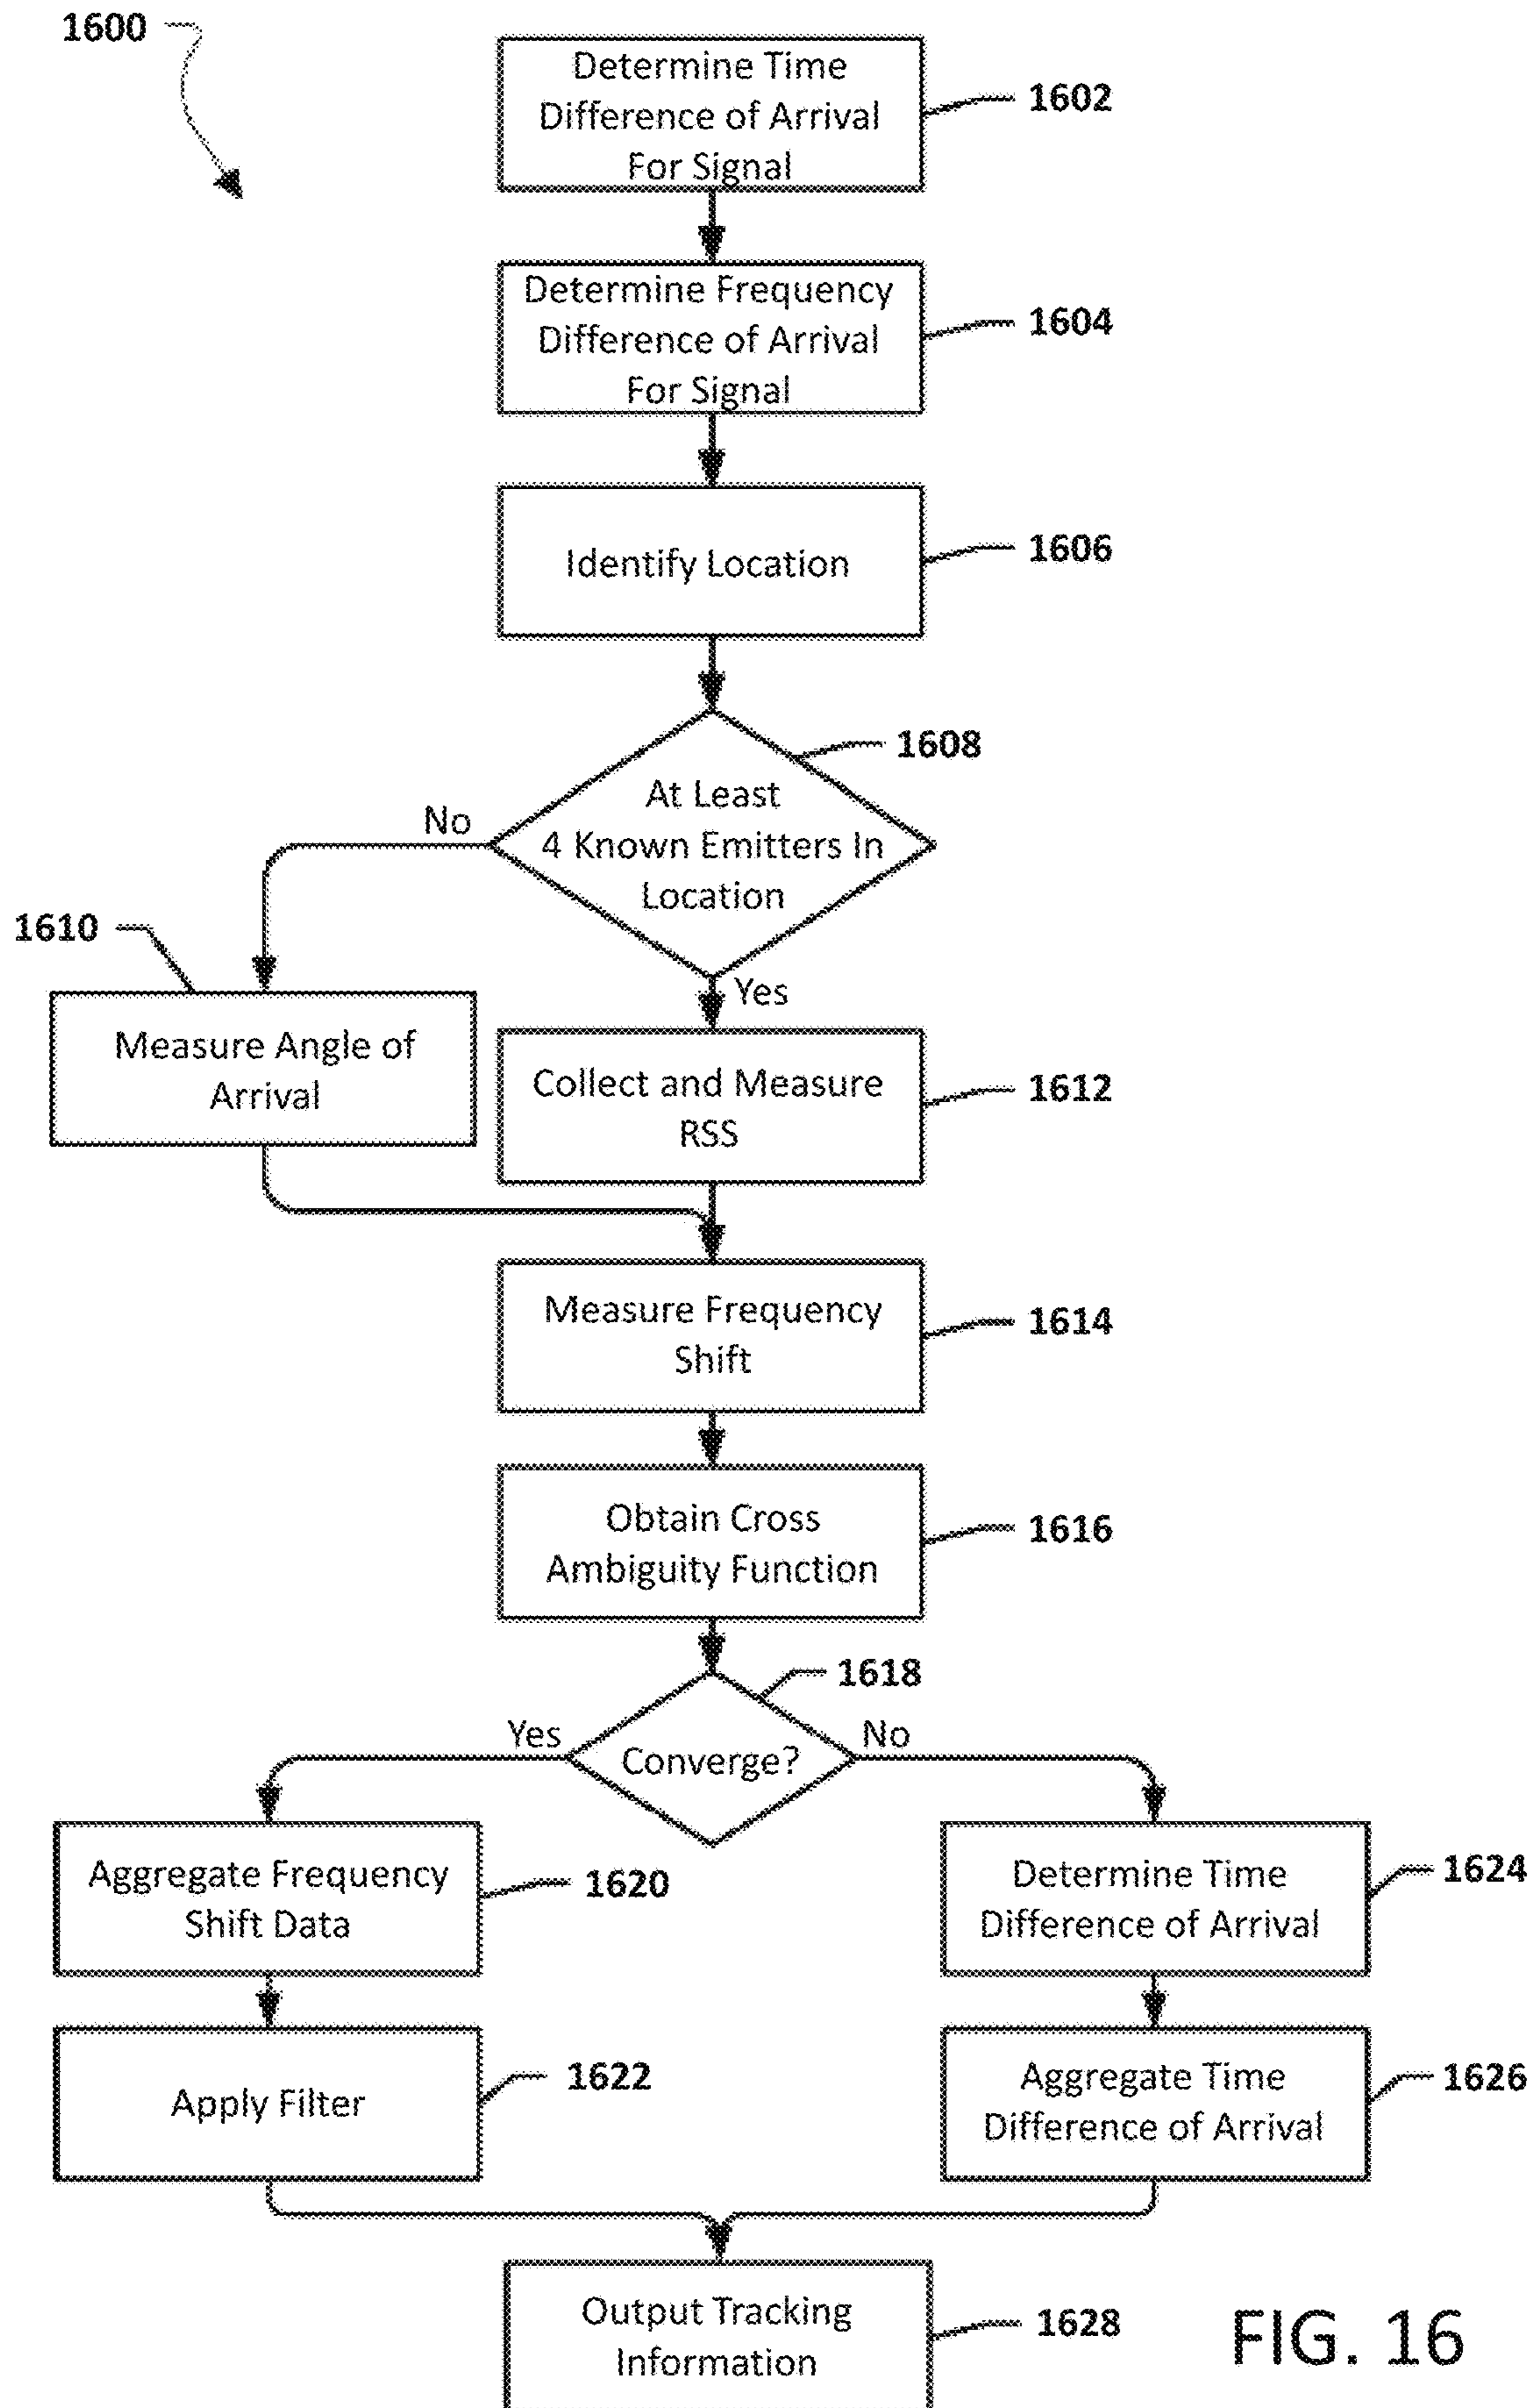 1600
Determine Time
Difference of Arrival
For Signal
1602
Determine Frequency
Difference of Arrival
For Signal
1604
Identify Location
1606
1608
At Least
4 Known Emitters In
Location
No
Yes
1610
Measure Angle of
Arrival
Collect and Measure
RSS
1612
Measure Frequency
Shift
1614
Obtain Cross
Ambiguity Function
1616
1618
Converge?
Yes
No
Aggregate Frequency
Shift Data
1620
Determine Time
Difference of Arrival
1624
Apply Filter
1622
Aggregate Time
Difference of Arrival
1626
Output Tracking
Information
1628
FIG. 16